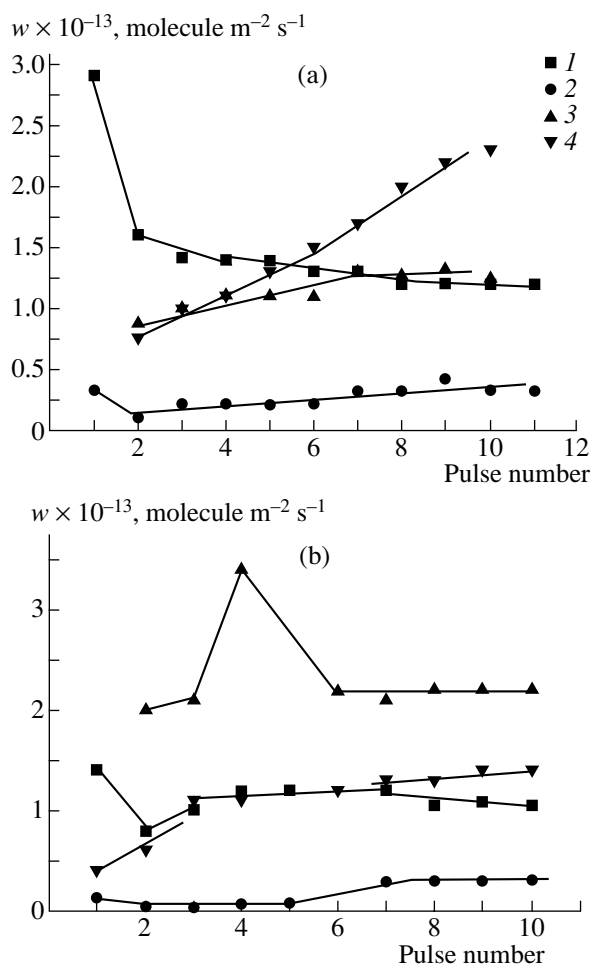 w × 10⁻¹³, molecule m⁻² s⁻¹
3.0
(a)
1
2
3
4
2.5
2.0
1.5
1.0
0.5
0
2 4 6 8 10 12
Pulse number
w × 10⁻¹³, molecule m⁻² s⁻¹
(b)
3
2
1
0
2 4 6 8 10
Pulse number